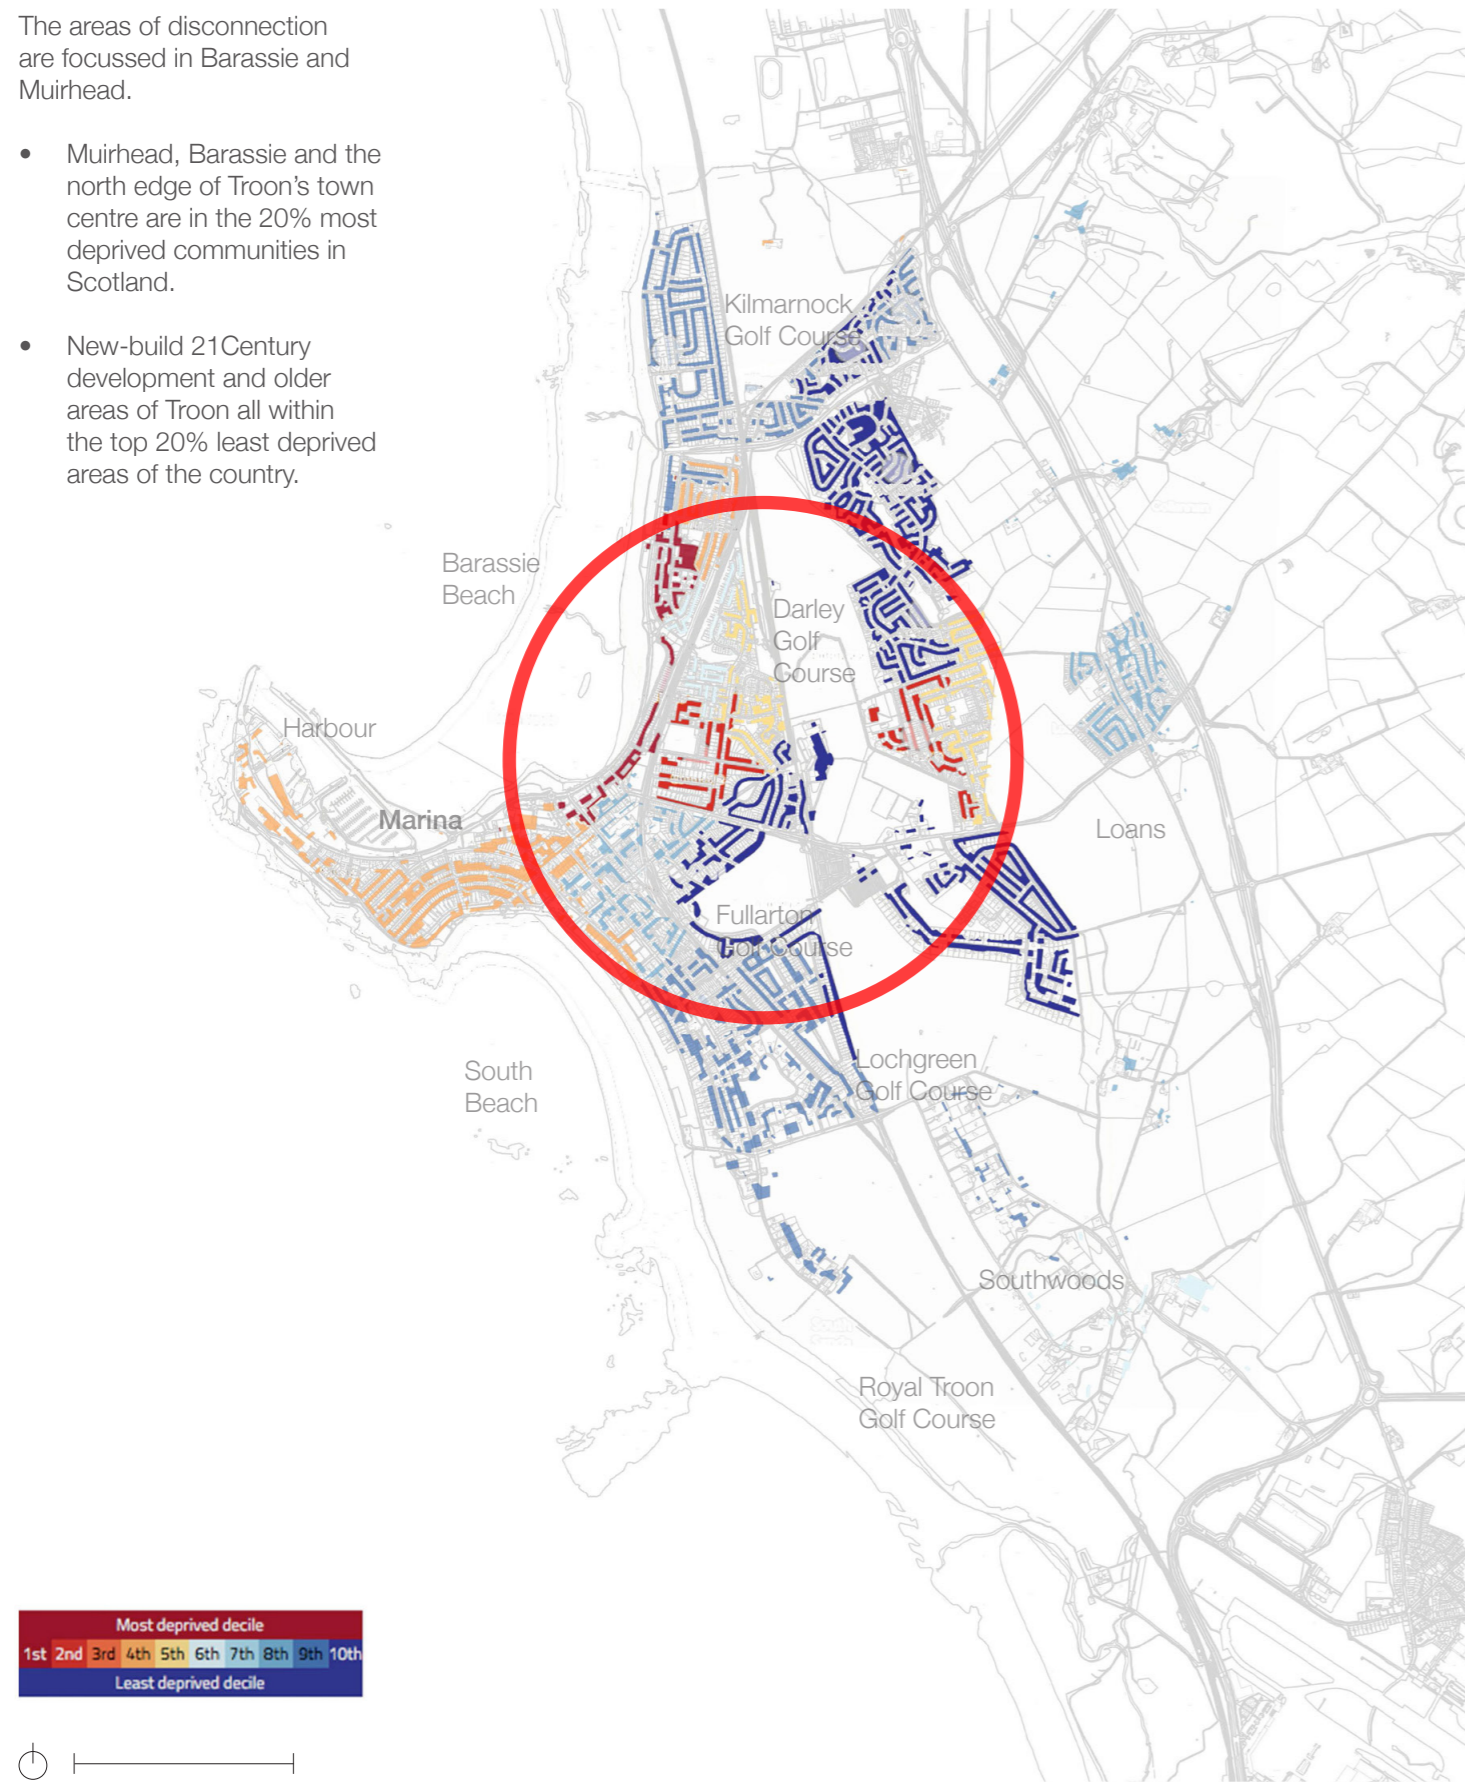 The areas of disconnection
are focussed in Barassie and
Muirhead.
• Muirhead, Barassie and the
north edge of Troon's town
centre are in the 20% most
deprived communities in
Scotland.
• New-build 21Century
development and older
areas of Troon all within
the top 20% least deprived
areas of the country.
Kilmarnock
Golf Course
Barassie
Beach
Darley
Golf
Course
Harbour
Marina
Loans
Fullarton
Golf Course
South
Beach
Lochgreen
Golf Course
Southwoods
Royal Troon
Golf Course
Most deprived decile
1st 2nd 3rd 4th 5th 6th 7th 8th 9th 10th
Least deprived decile